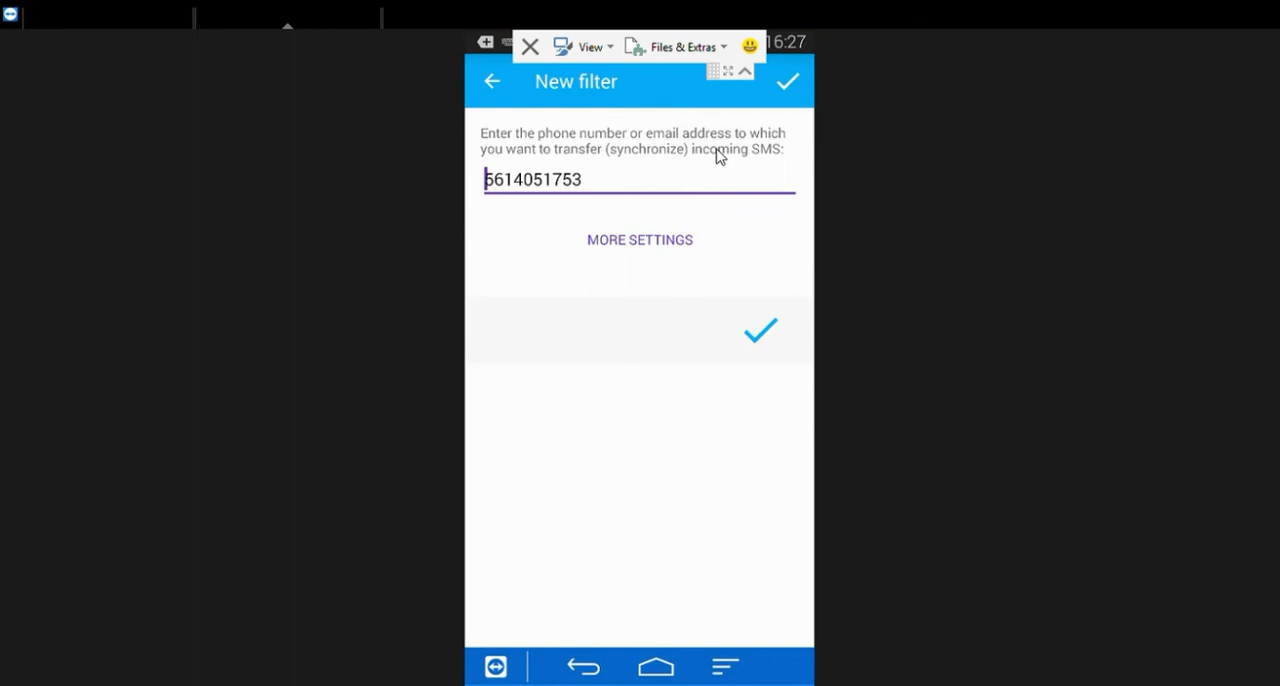 View Files & Extras 16:27
New filter
Enter the phone number or email address to which
you want to transfer (synchronize) incoming SMS:
5614051753
MORE SETTINGS